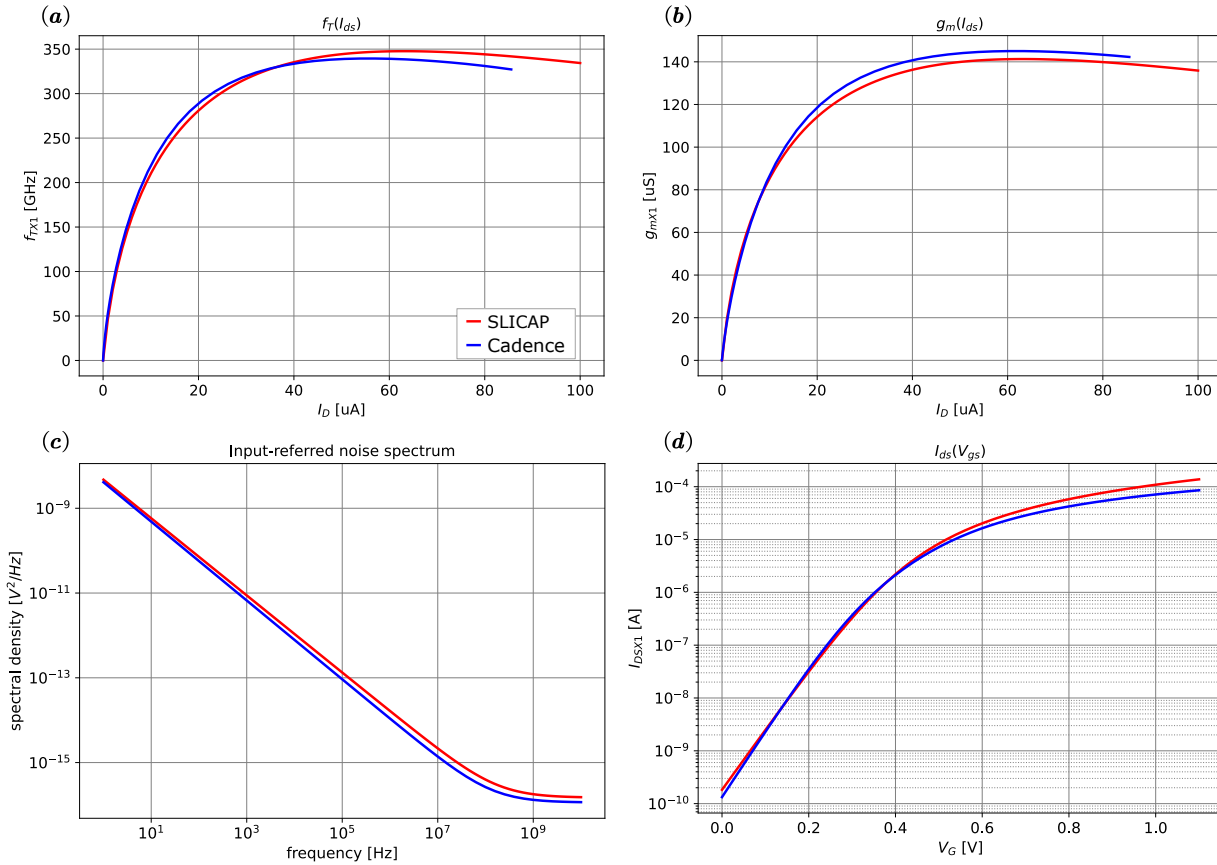 (a)
f_T(I_ds)
350
300
250
200
150
100
50
0
f_TX1 [GHz]
0 20 40 60 80 100
I_D [uA]
SLICAP
Cadence
(b)
g_m(I_ds)
140
120
100
80
60
40
20
0
g_mX1 [uS]
0 20 40 60 80 100
I_D [uA]
(c)
Input-referred noise spectrum
10^−9
10^−11
10^−13
10^−15
spectral density [V^2/Hz]
10^1 10^3 10^5 10^7 10^9
frequency [Hz]
(d)
I_ds(V_gs)
10^−4
10^−5
10^−6
10^−7
10^−8
10^−9
10^−10
I_DSX1 [A]
0.0 0.2 0.4 0.6 0.8 1.0
V_G [V]